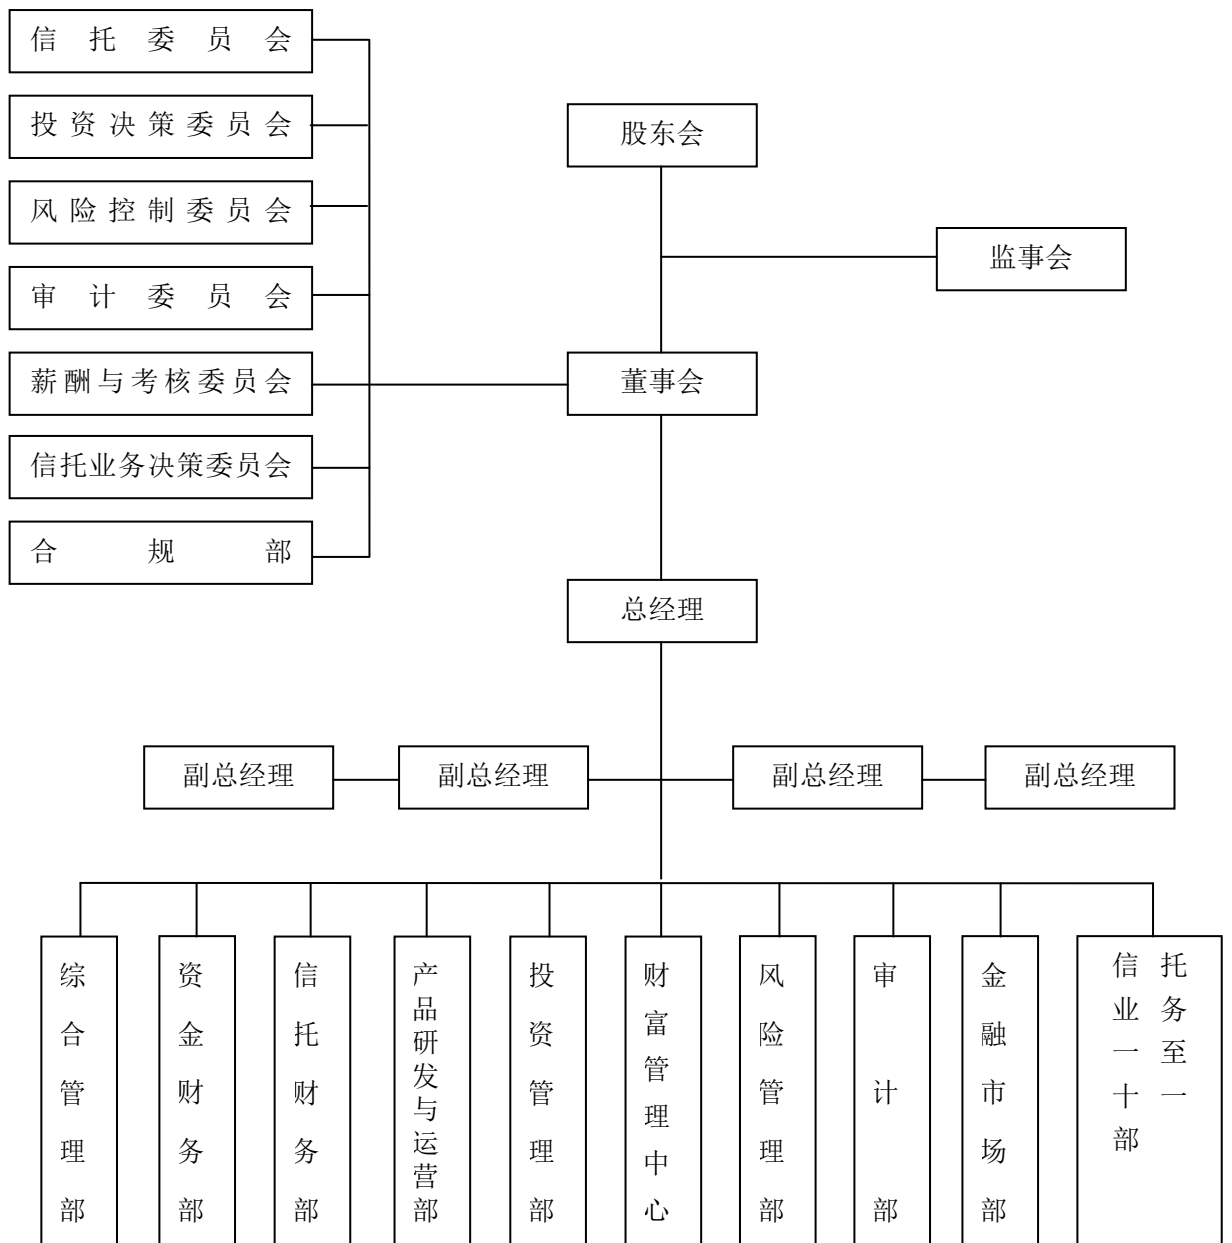 信托委员会
投资决策委员会
股东会
风险控制委员会
监事会
审计委员会
薪酬与考核委员会
董事会
信托业务决策委员会
合规部
总经理
副总经理
副总经理
副总经理
副总经理
综合管理部
资金财务部
信托财务部
产品研发与运营部
投资管理部
财富管理中心
风险管理部
审计部
金融市场部
信托
业务
一至
十一
部